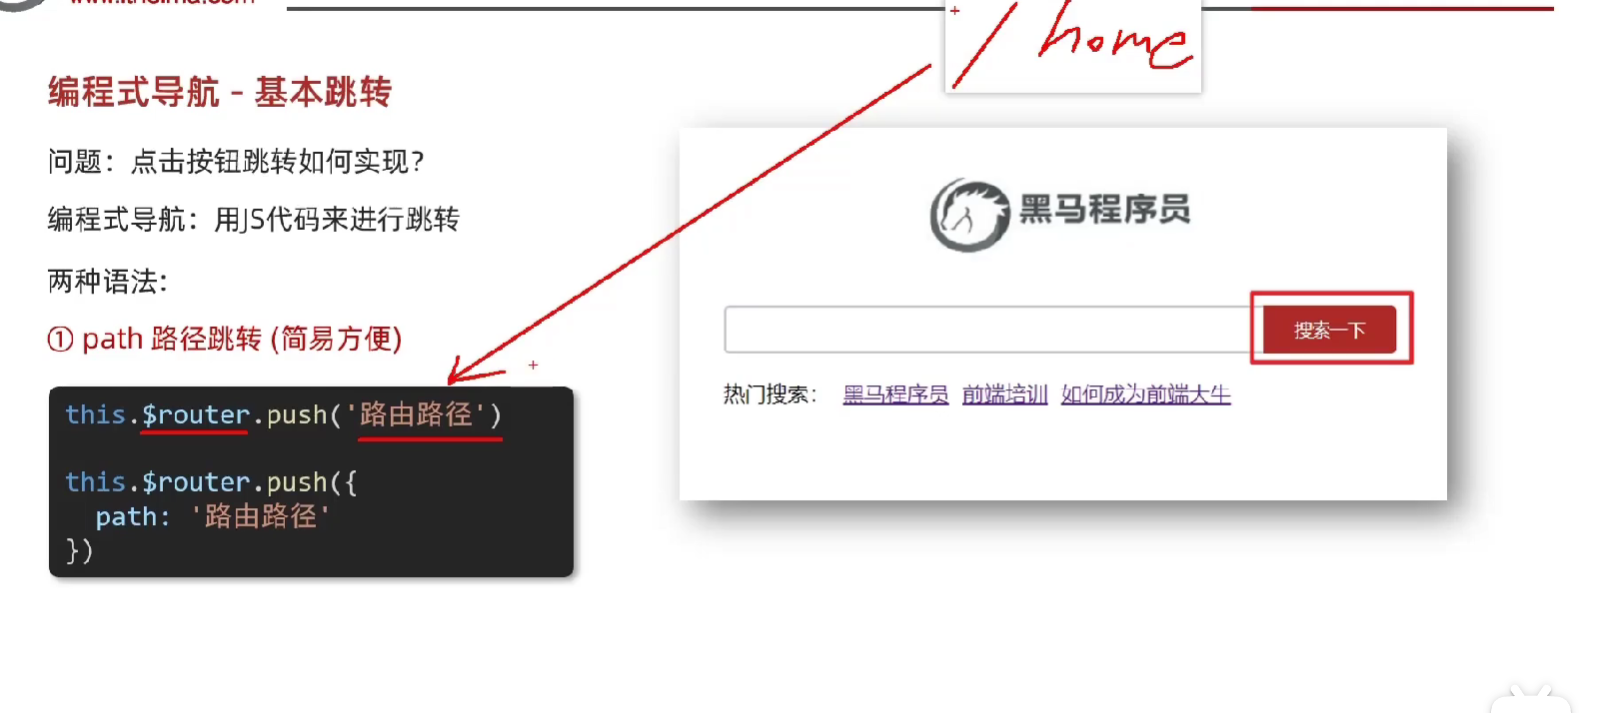 /home
编程式导航 - 基本跳转
问题：点击按钮跳转如何实现？
编程式导航：用JS代码来进行跳转
两种语法：
① path 路径跳转 (简易方便)
this.$router.push('路由路径')
this.$router.push({
  path: '路由路径'
})
黑马程序员
搜索一下
热门搜索： 黑马程序员 前端培训 如何成为前端大牛